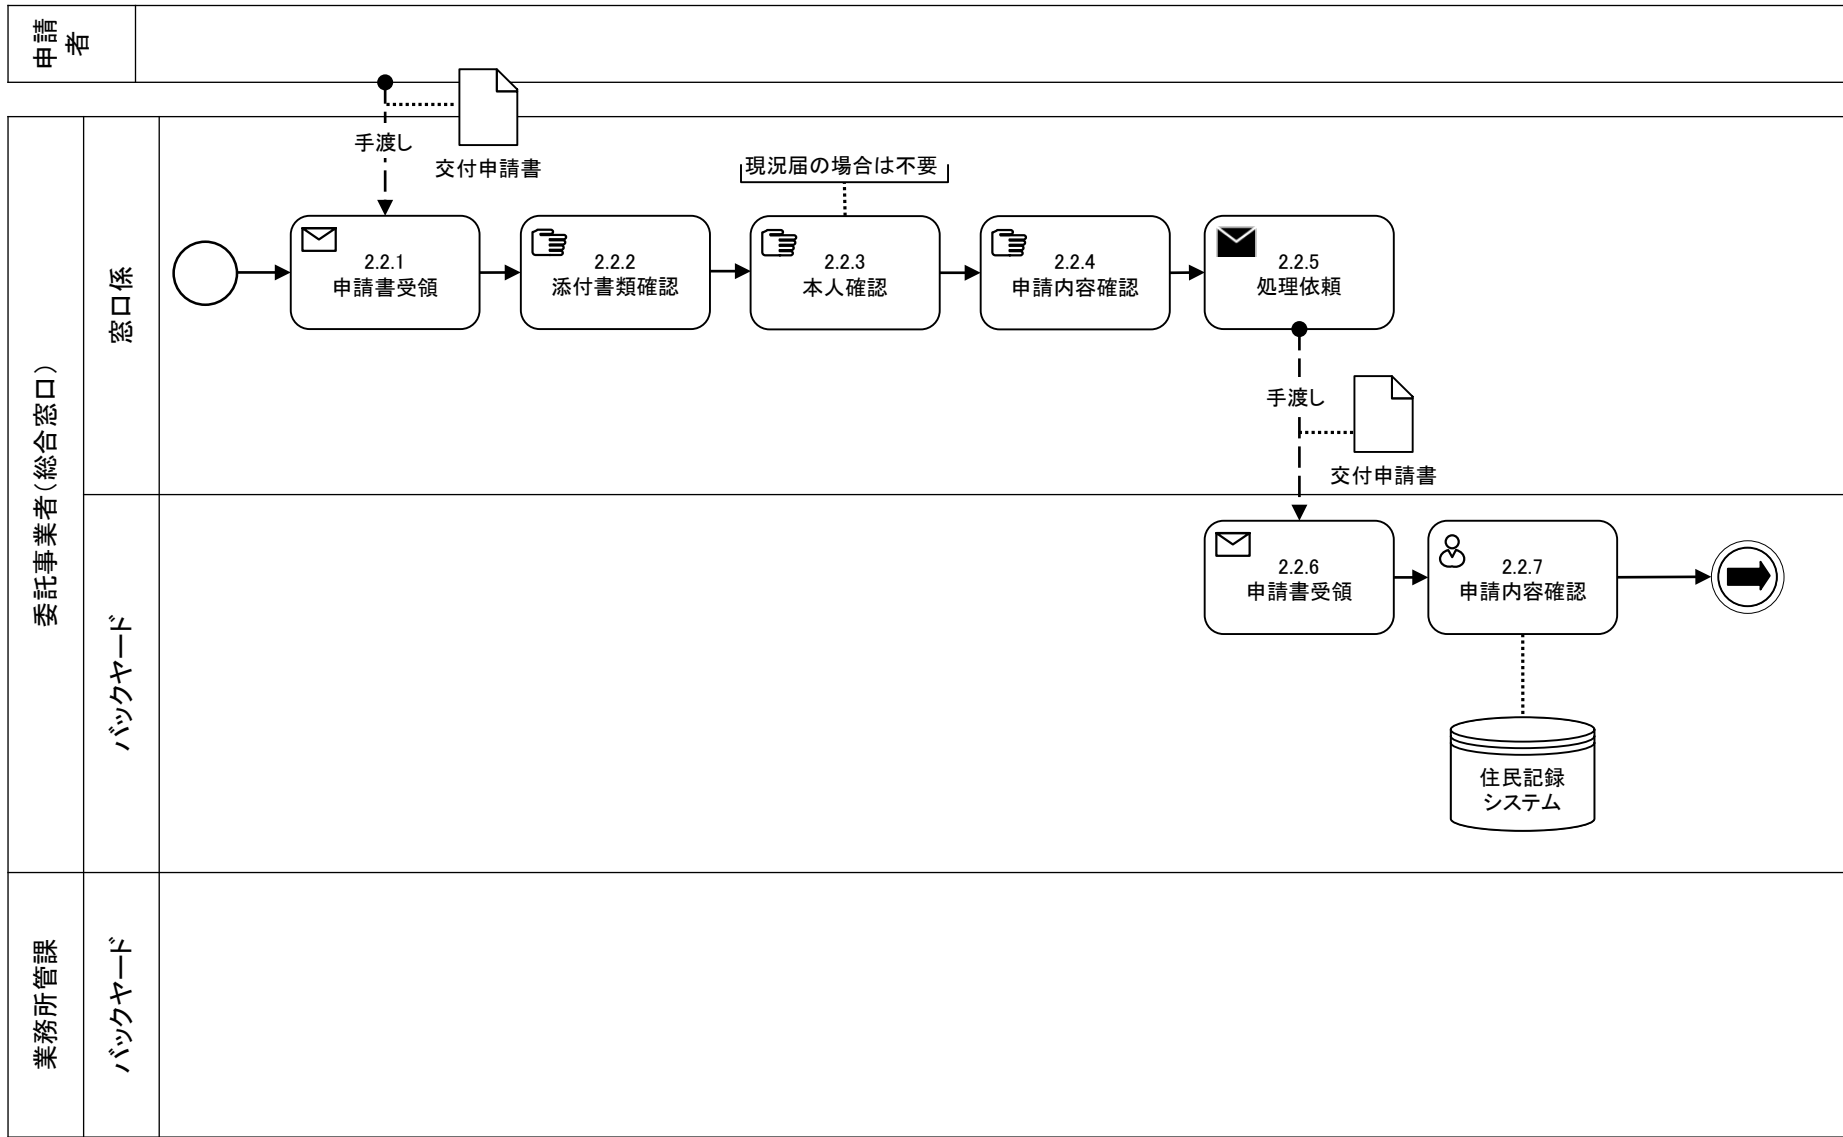 申請
者
手渡し
交付申請書
現況届の場合は不要
委託事業者(総合窓口)
窓口係
2.2.1
申請書受領
2.2.2
添付書類確認
2.2.3
本人確認
2.2.4
申請内容確認
2.2.5
処理依頼
手渡し
交付申請書
バックヤード
2.2.6
申請書受領
2.2.7
申請内容確認
住民記録
システム
業務所管課
バックヤード